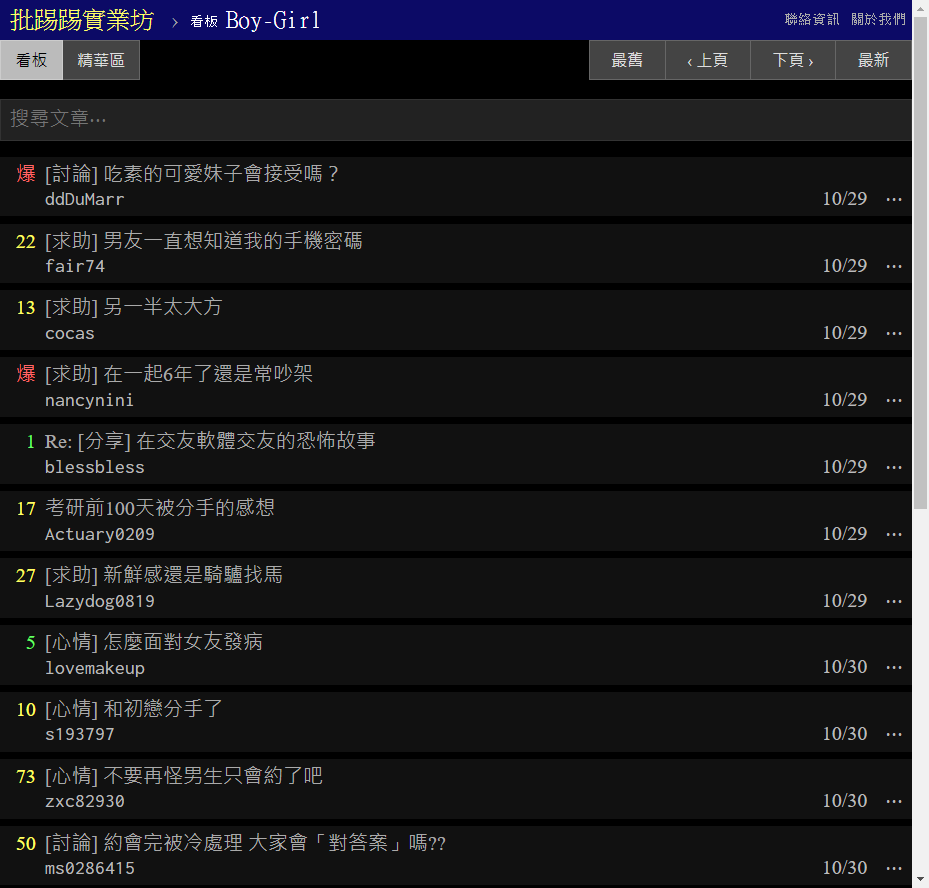 批踢踢實業坊 › 看板 Boy-Girl 聯絡資訊 關於我們
看板 精華區 最舊 ‹ 上頁 下頁 › 最新
搜尋文章⋯
爆 [討論] 吃素的可愛妹子會接受嗎？
ddDuMarr 10/29 ⋯
22 [求助] 男友一直想知道我的手機密碼
fair74 10/29 ⋯
13 [求助] 另一半太大方
cocas 10/29 ⋯
爆 [求助] 在一起6年了還是常吵架
nancynini 10/29 ⋯
1 Re: [分享] 在交友軟體交友的恐怖故事
blessbless 10/29 ⋯
17 考研前100天被分手的感想
Actuary0209 10/29 ⋯
27 [求助] 新鮮感還是騎驢找馬
Lazydog0819 10/29 ⋯
5 [心情] 怎麼面對女友發病
lovemakeup 10/30 ⋯
10 [心情] 和初戀分手了
s193797 10/30 ⋯
73 [心情] 不要再怪男生只會約了吧
zxc82930 10/30 ⋯
50 [討論] 約會完被冷處理 大家會「對答案」嗎??
ms0286415 10/30 ⋯